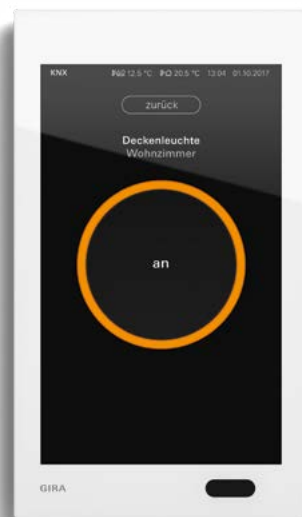 KNX 12.5 °C 20.5 °C 13:04 01.10.2017
zurück
Deckenleuchte
Wohnzimmer
an
GIRA